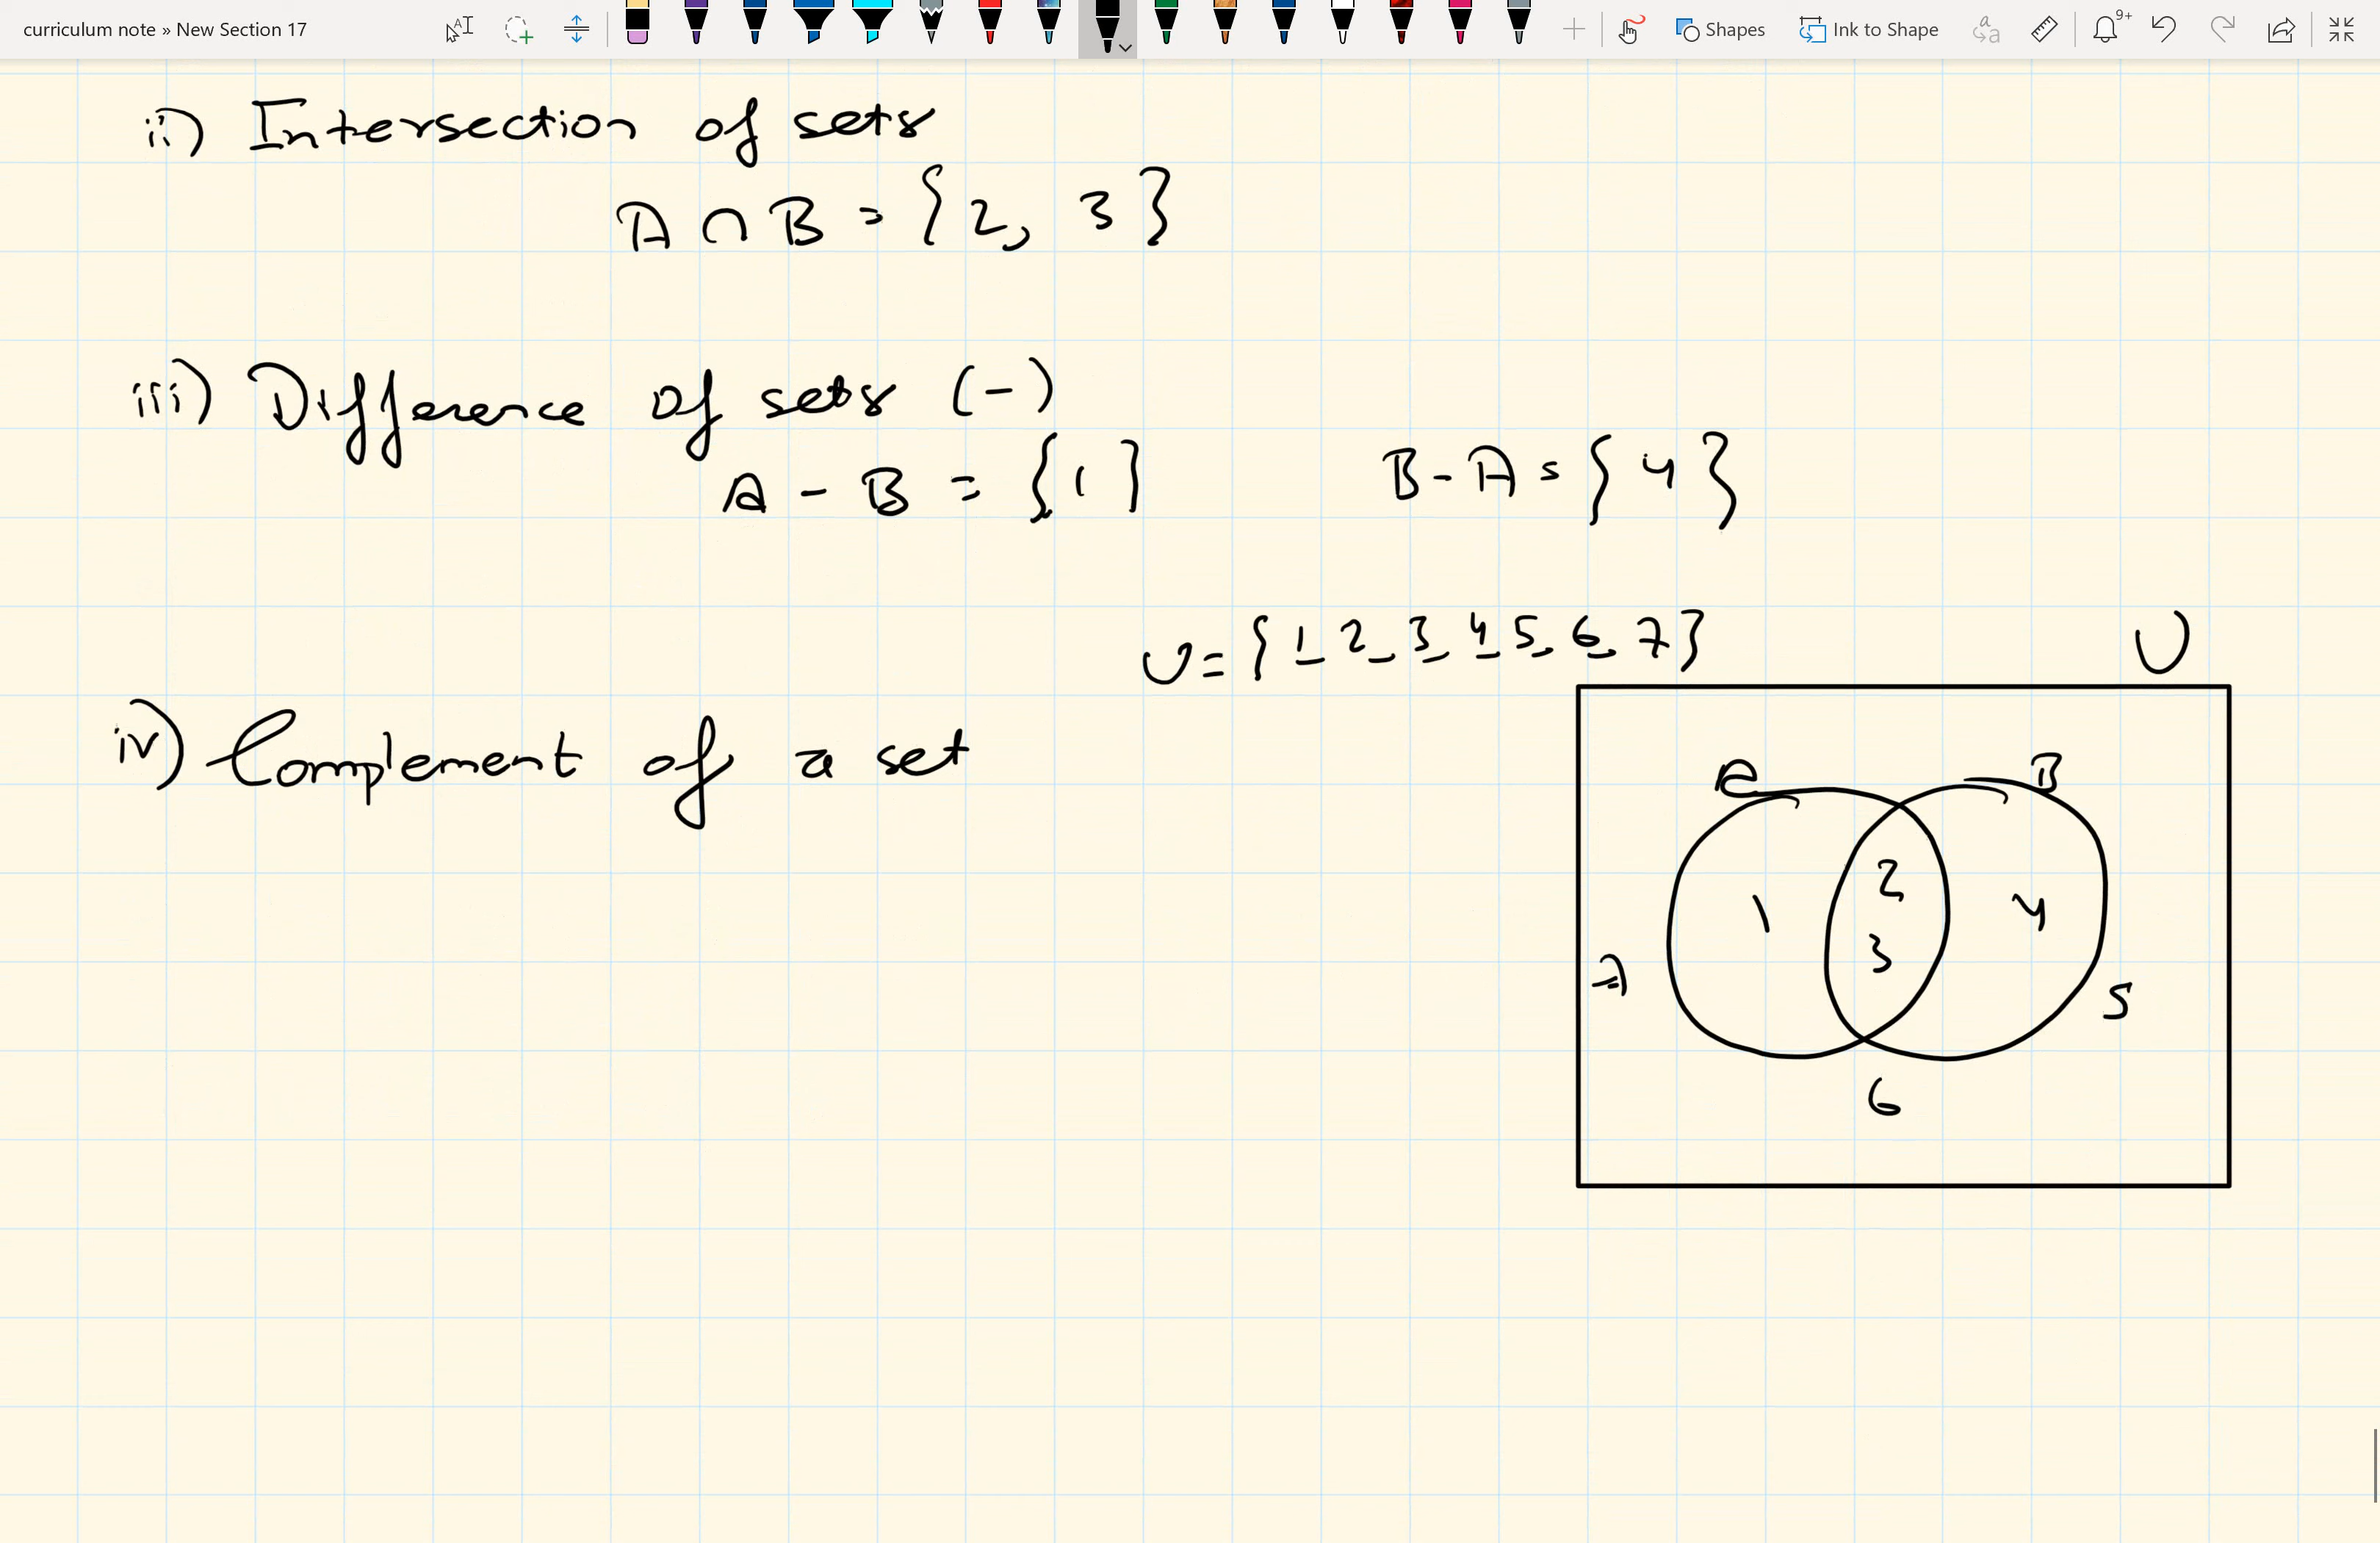 curriculum note » New Section 17
Shapes
Ink to Shape
9+
ii) Intersection of sets
A ∩ B = {2, 3}
iii) Difference of sets (-)
A - B = {1}
B - A = {4}
U = {1, 2, 3, 4, 5, 6, 7}
U
iv) Complement of a set
A
B
1
2
3
4
7
5
6